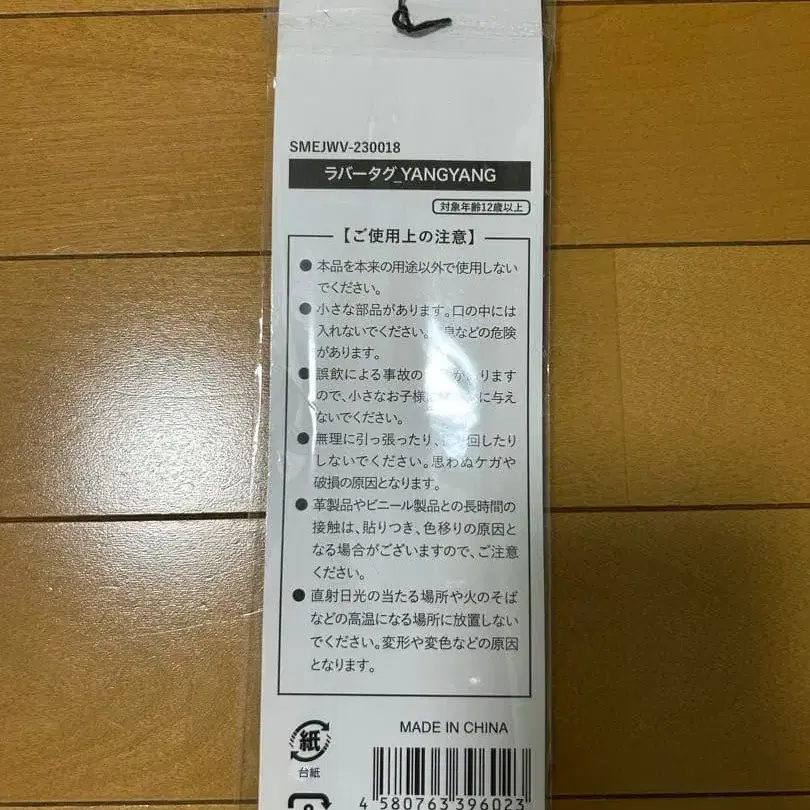 SMEJWV-230018
ラバータグ_YANGYANG
対象年齢12歳以上
【ご使用上の注意】
● 本品を本来の用途以外で使用しない
でください。
● 小さな部品があります。口の中には
入れないでください。息などの危険
があります。
● 誤飲による事故のがあります
ので、小さなお子様に与え
ないでください。
● 無理に引っ張ったり、回したり
しないでください。思わぬケガや
破損の原因となります。
● 革製品やビニール製品との長時間の
接触は、貼りつき、色移りの原因と
なる場合がございますので、ご注意
ください。
● 直射日光の当たる場所や火のそば
などの高温になる場所に放置しない
でください。変形や変色などの原因
となります。
紙
台紙
MADE IN CHINA
4 580763 396023